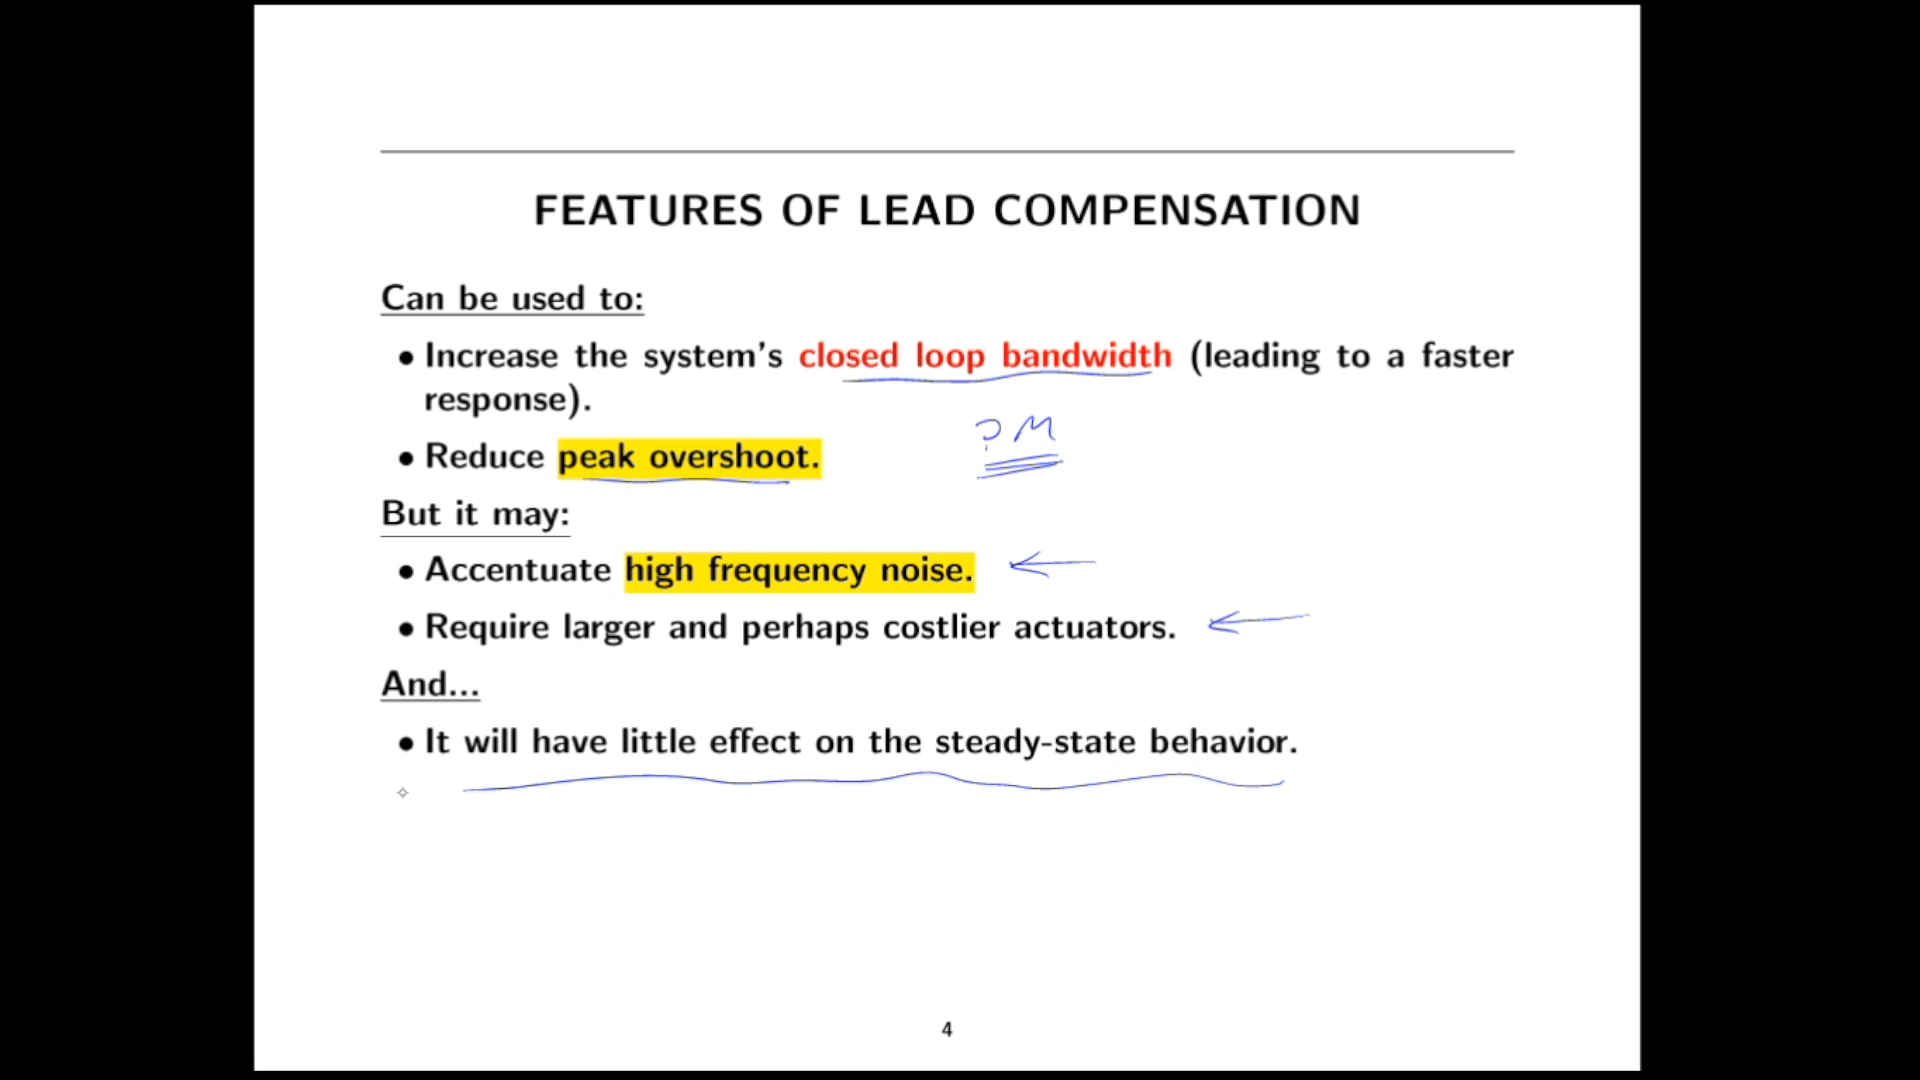 FEATURES OF LEAD COMPENSATION
Can be used to:
• Increase the system's closed loop bandwidth (leading to a faster
response).
PM
• Reduce peak overshoot.
But it may:
• Accentuate high frequency noise.
• Require larger and perhaps costlier actuators.
And...
• It will have little effect on the steady-state behavior.
4